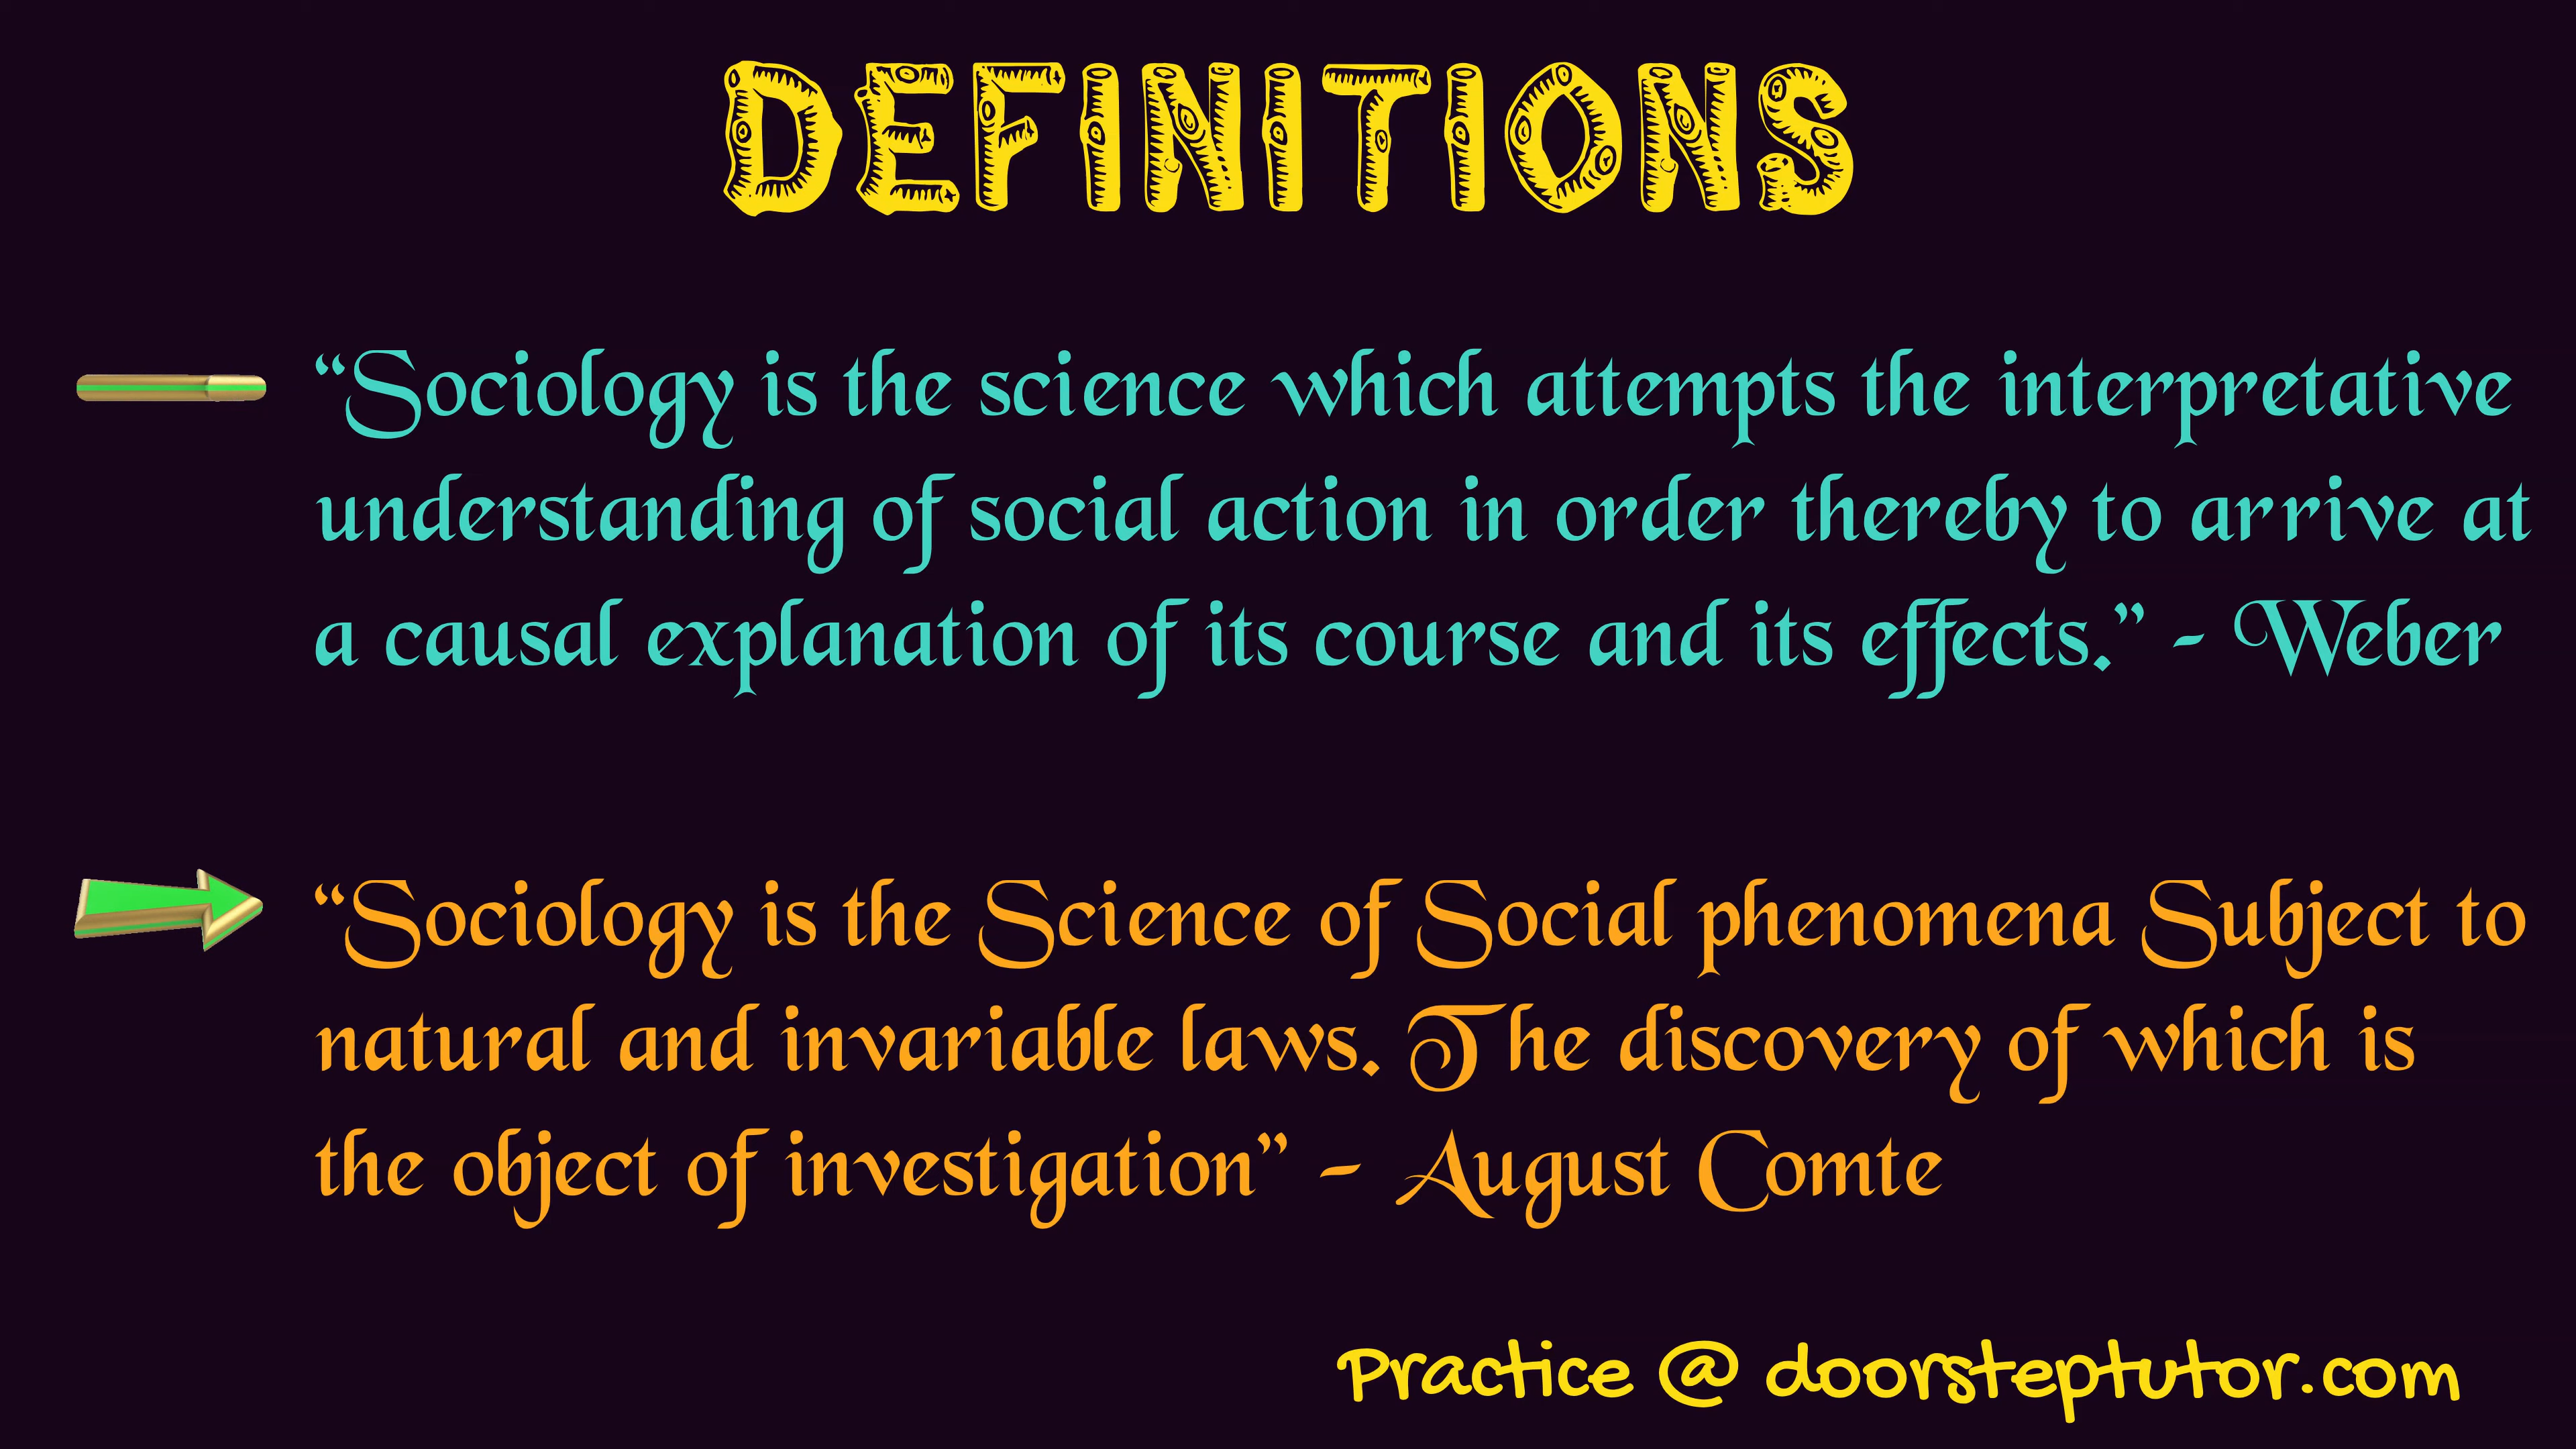 DEFINITIONS
“Sociology is the science which attempts the interpretative
understanding of social action in order thereby to arrive at
a causal explanation of its course and its effects.” - Weber
“Sociology is the Science of Social phenomena Subject to
natural and invariable laws. The discovery of which is
the object of investigation” - August Comte
Practice @ doorsteptutor.com